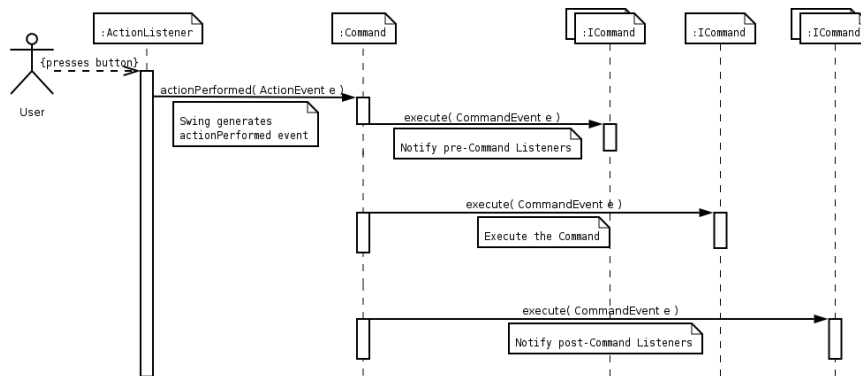 :ActionListener
:Command
:ICommand
:ICommand
:ICommand
{presses button}
User
actionPerformed( ActionEvent e )
Swing generates
actionPerformed event
execute( CommandEvent e )
Notify pre-Command Listeners
execute( CommandEvent e )
Execute the Command
execute( CommandEvent e )
Notify post-Command Listeners